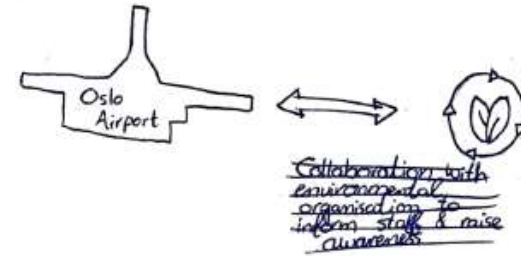 Oslo
Airport
Collaboration with
environmental
organisation to
inform staff & raise
awareness